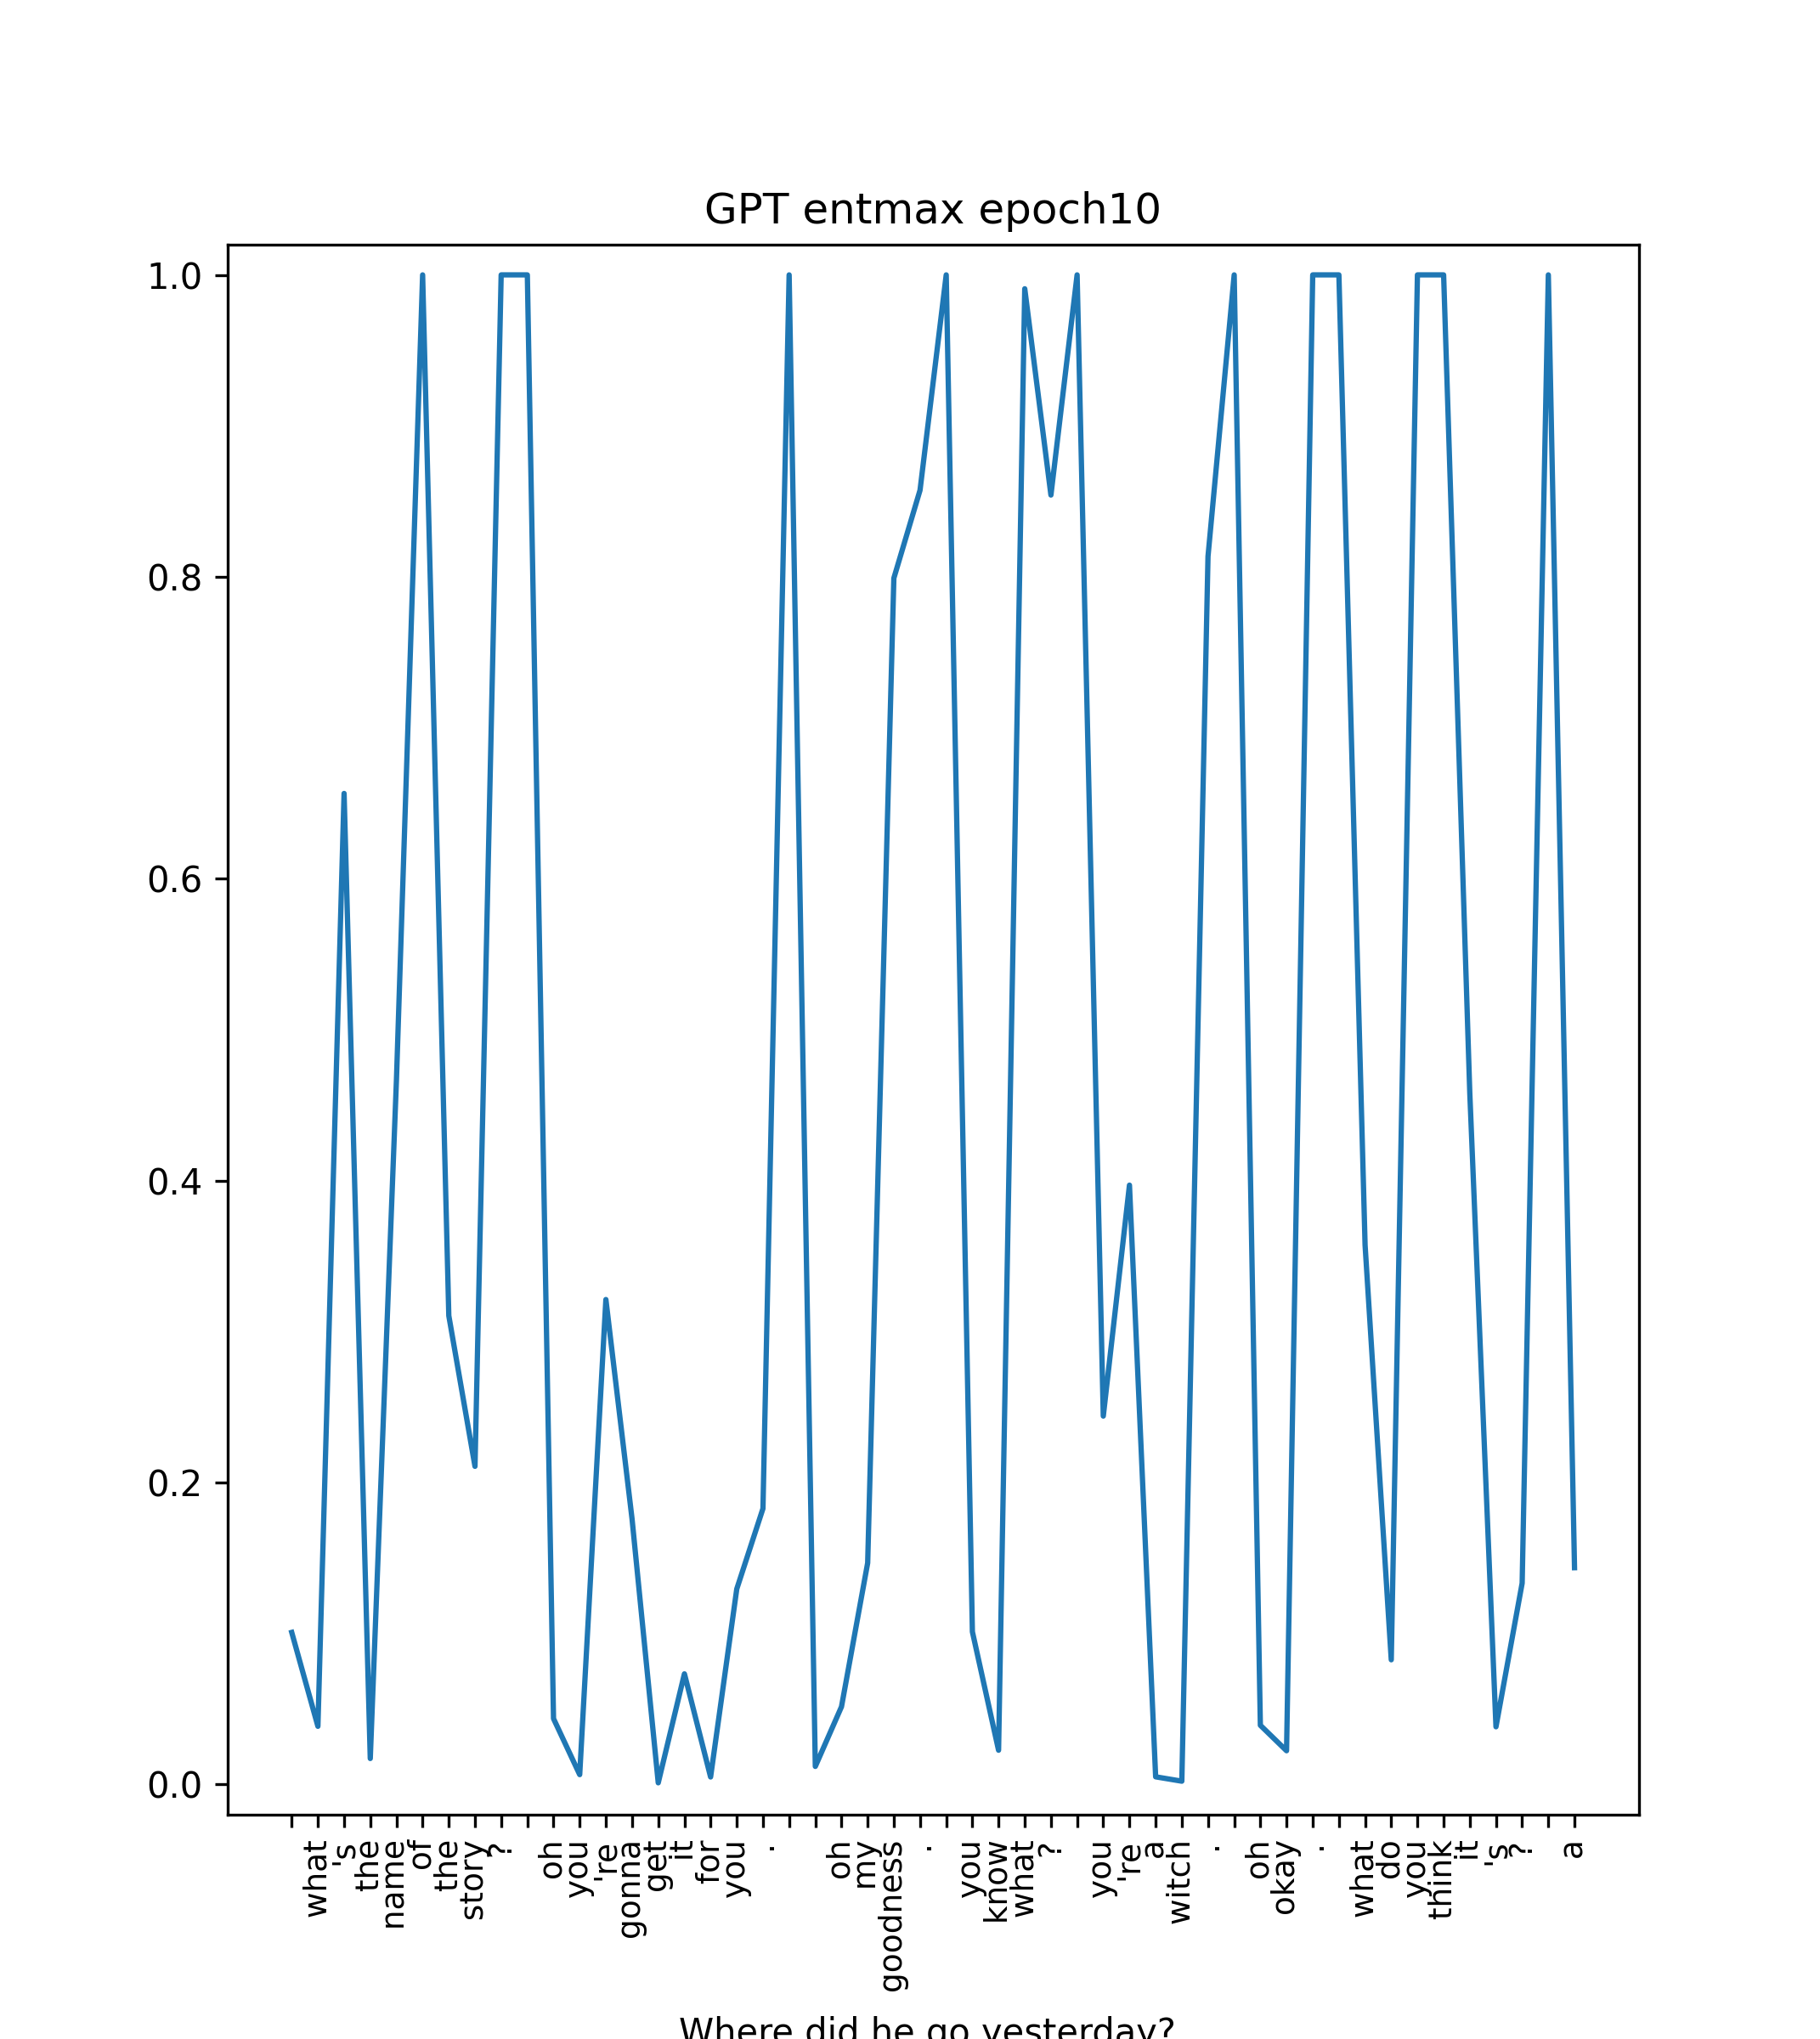 GPT entmax epoch10
1.0
0.8
0.6
0.4
0.2
0.0
what 's the name of the story ? oh you 're gonna get it for you . oh my goodness . you know what ? you 're a witch . oh okay . what do you think it 's ? a
Where did he go yesterday?